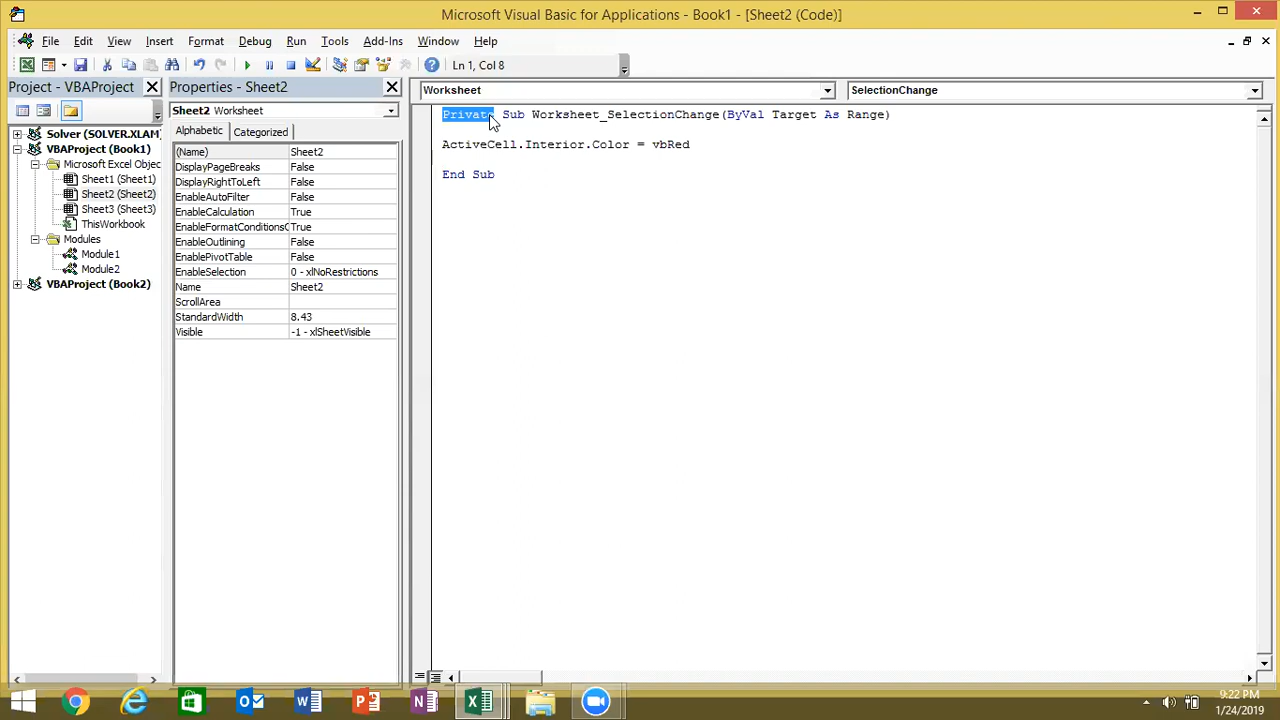 Microsoft Visual Basic for Applications - Book1 - [Sheet2 (Code)]
File Edit View Insert Format Debug Run Tools Add-Ins Window Help
Ln 1, Col 8
Project - VBAProject
Properties - Sheet2
Worksheet
SelectionChange
Sheet2 Worksheet
Alphabetic Categorized
Solver (SOLVER.XLAM)
VBAProject (Book1)
Microsoft Excel Objec
Sheet1 (Sheet1)
Sheet2 (Sheet2)
Sheet3 (Sheet3)
ThisWorkbook
Modules
Module1
Module2
VBAProject (Book2)
(Name) Sheet2
DisplayPageBreaks False
DisplayRightToLeft False
EnableAutoFilter False
EnableCalculation True
EnableFormatConditionsC True
EnableOutlining False
EnablePivotTable False
EnableSelection 0 - xlNoRestrictions
Name Sheet2
ScrollArea
StandardWidth 8.43
Visible -1 - xlSheetVisible
Private Sub Worksheet_SelectionChange(ByVal Target As Range)
ActiveCell.Interior.Color = vbRed
End Sub
9:22 PM
1/24/2019